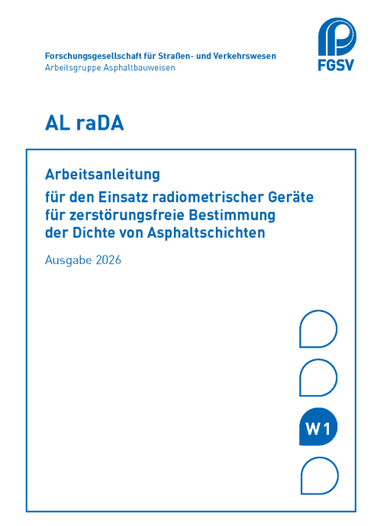 Forschungsgesellschaft für Straßen- und Verkehrswesen
Arbeitsgruppe Asphaltbauweisen
FGSV
AL raDA
Arbeitsanleitung
für den Einsatz radiometrischer Geräte
für zerstörungsfreie Bestimmung
der Dichte von Asphaltschichten
Ausgabe 2026
W 1